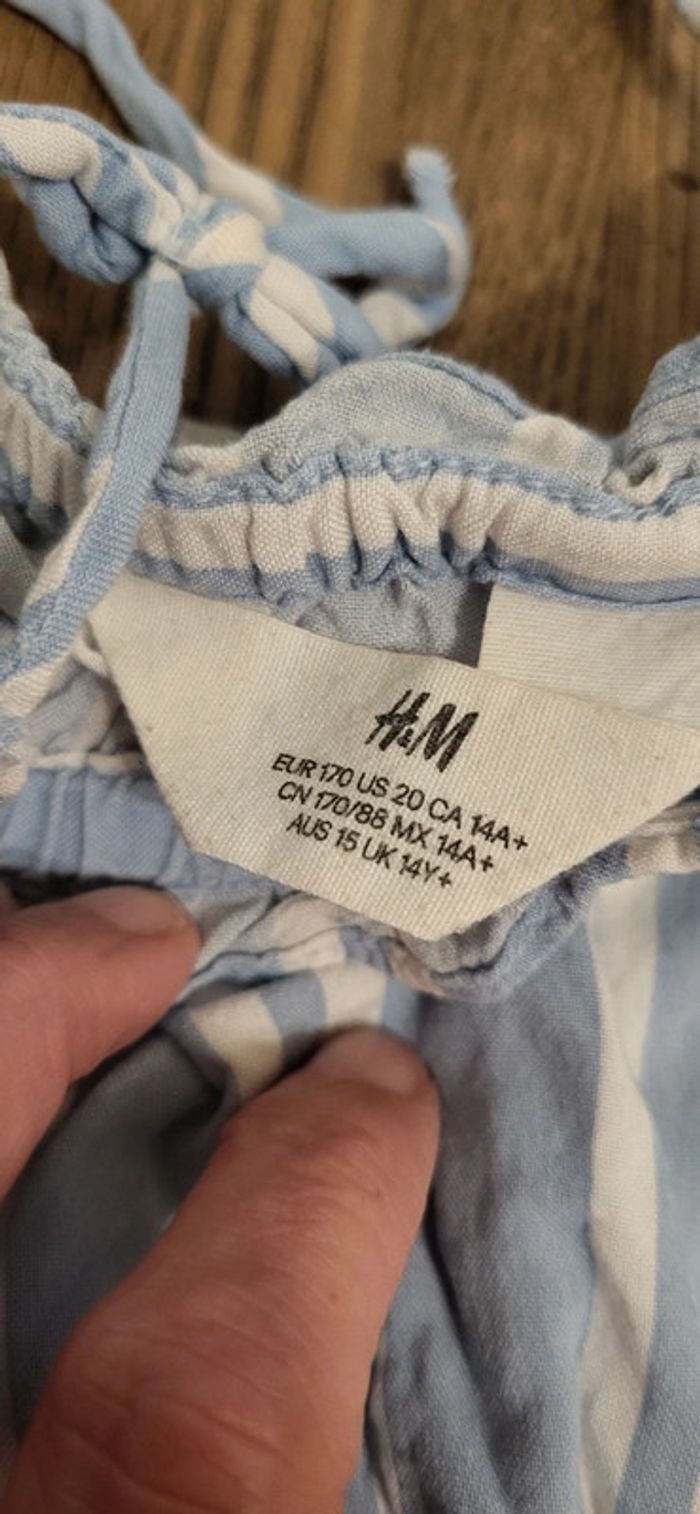 H&M
EUR 170 US 20 CA 14A+
CN 170/88 MX 14A+
AUS 15 UK 14Y+